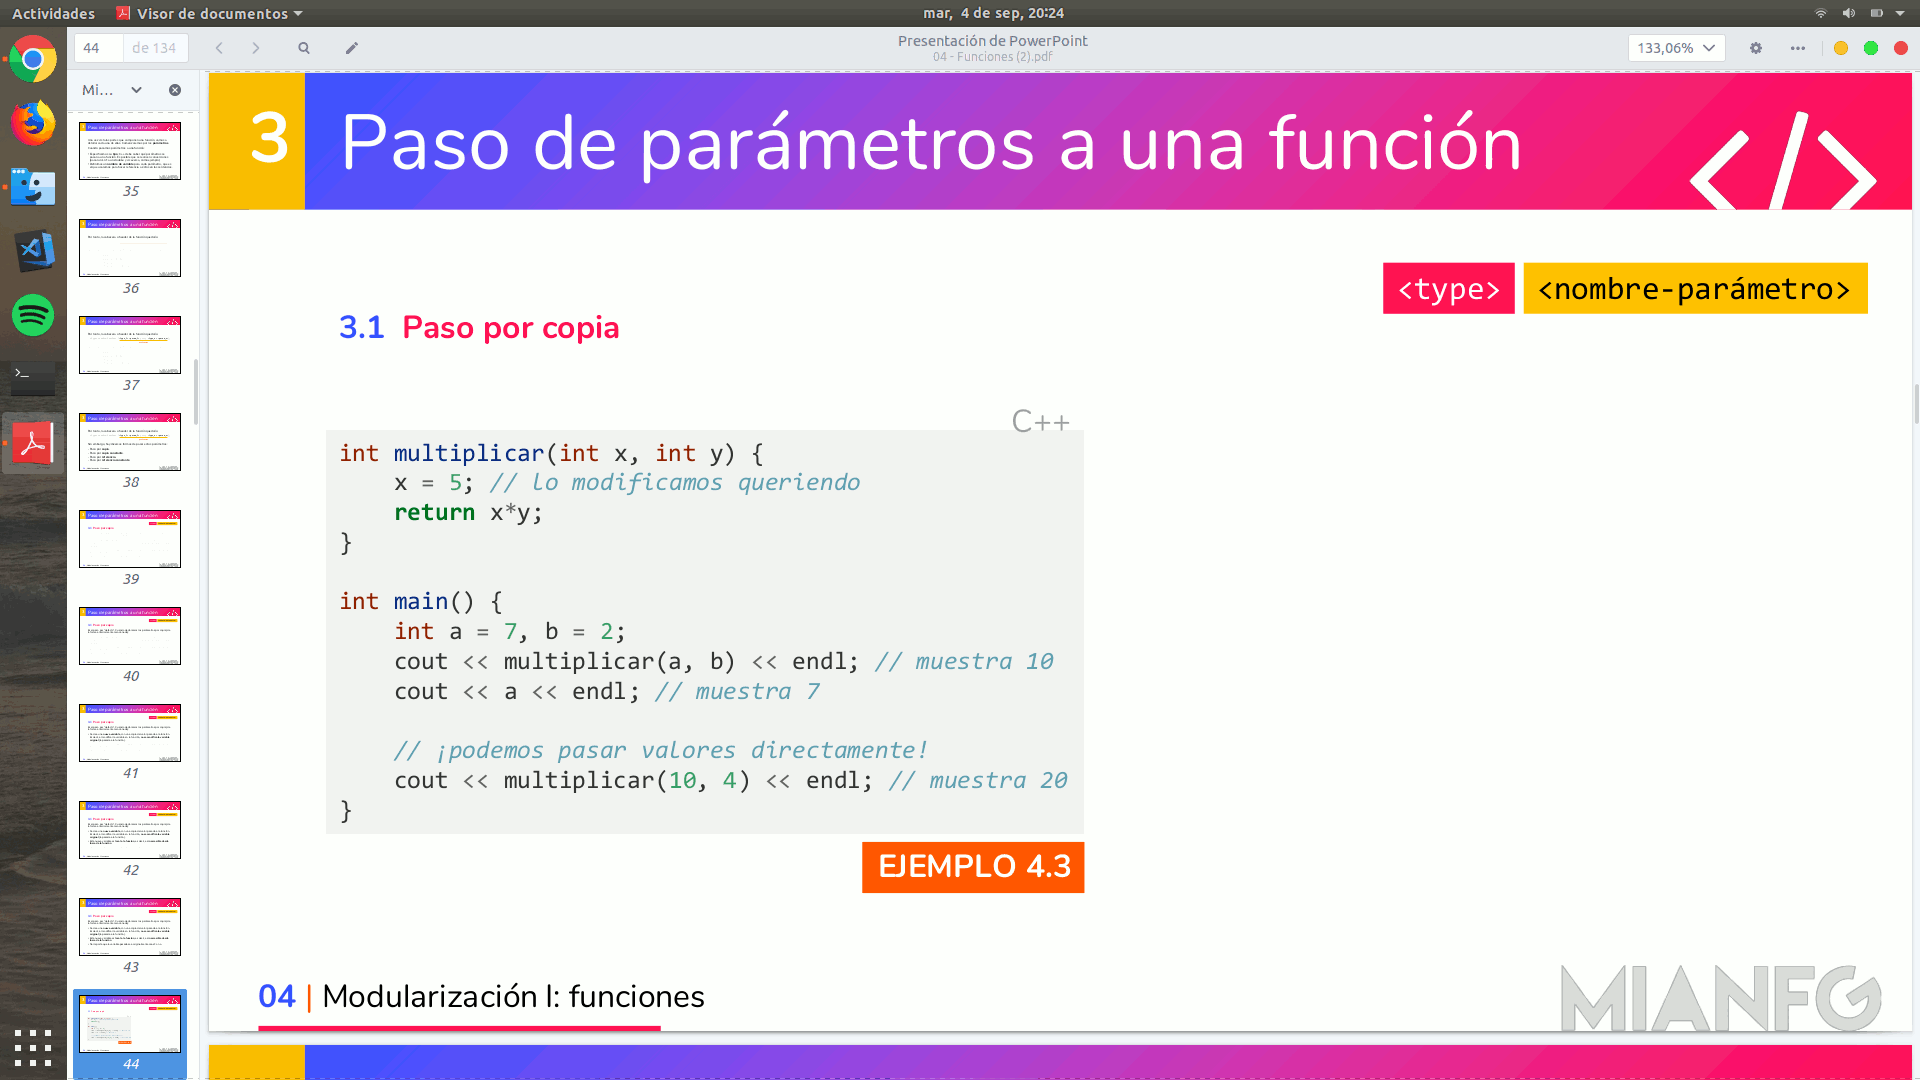 Actividades
Visor de documentos
mar, 4 de sep, 20:24
44
de 134
Presentación de PowerPoint
04 - Funciones (2).pdf
133,06%
Mi...
35
36
37
38
39
40
41
42
43
44
3
Paso de parámetros a una función
</>
<type> <nombre-parámetro>
3.1 Paso por copia
C++
int multiplicar(int x, int y) {
    x = 5; // lo modificamos queriendo
    return x*y;
}
int main() {
    int a = 7, b = 2;
    cout << multiplicar(a, b) << endl; // muestra 10
    cout << a << endl; // muestra 7
    // ¡podemos pasar valores directamente!
    cout << multiplicar(10, 4) << endl; // muestra 20
}
EJEMPLO 4.3
04 | Modularización I: funciones
MIANFG